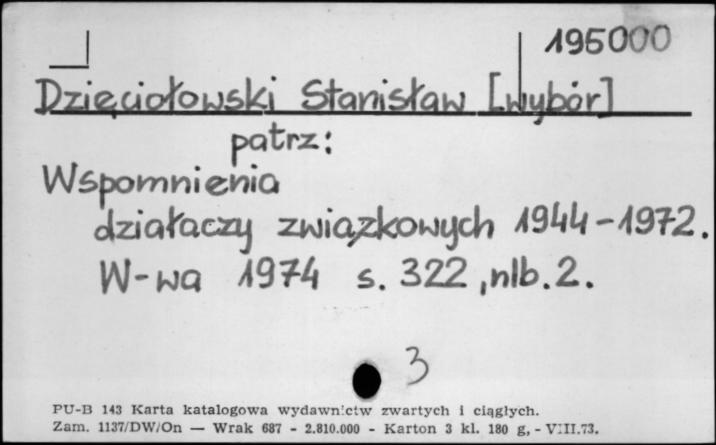 195000
Dzięciołowski Stanisław [wybór]
patrz:
Wspomnienia
działaczy związkowych 1944-1972.
W-wa 1974 s. 322, nlb. 2.
3
PU-B 143 Karta katalogowa wydawnictw zwartych i ciągłych.
Zam. 1137/DW/On — Wrak 687 - 2.810.000 - Karton 3 kl. 180 g, - VIII.73.